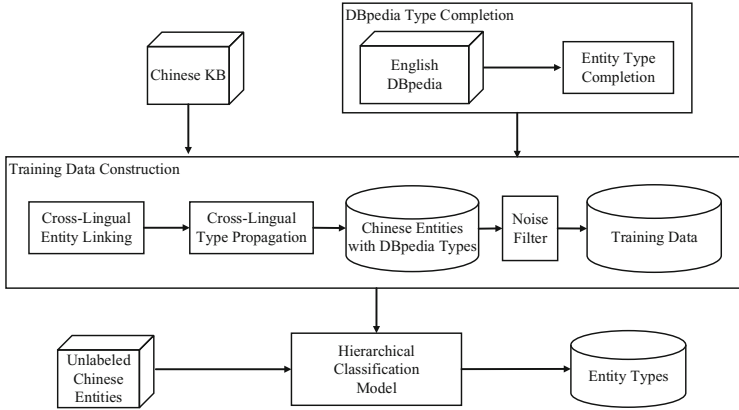 DBpedia Type Completion
Chinese KB
English
DBpedia
Entity Type
Completion
Training Data Construction
Cross-Lingual
Entity Linking
Cross-Lingual
Type Propagation
Chinese Entities
with DBpedia Types
Noise
Filter
Training Data
Unlabeled
Chinese
Entities
Hierarchical
Classification
Model
Entity Types